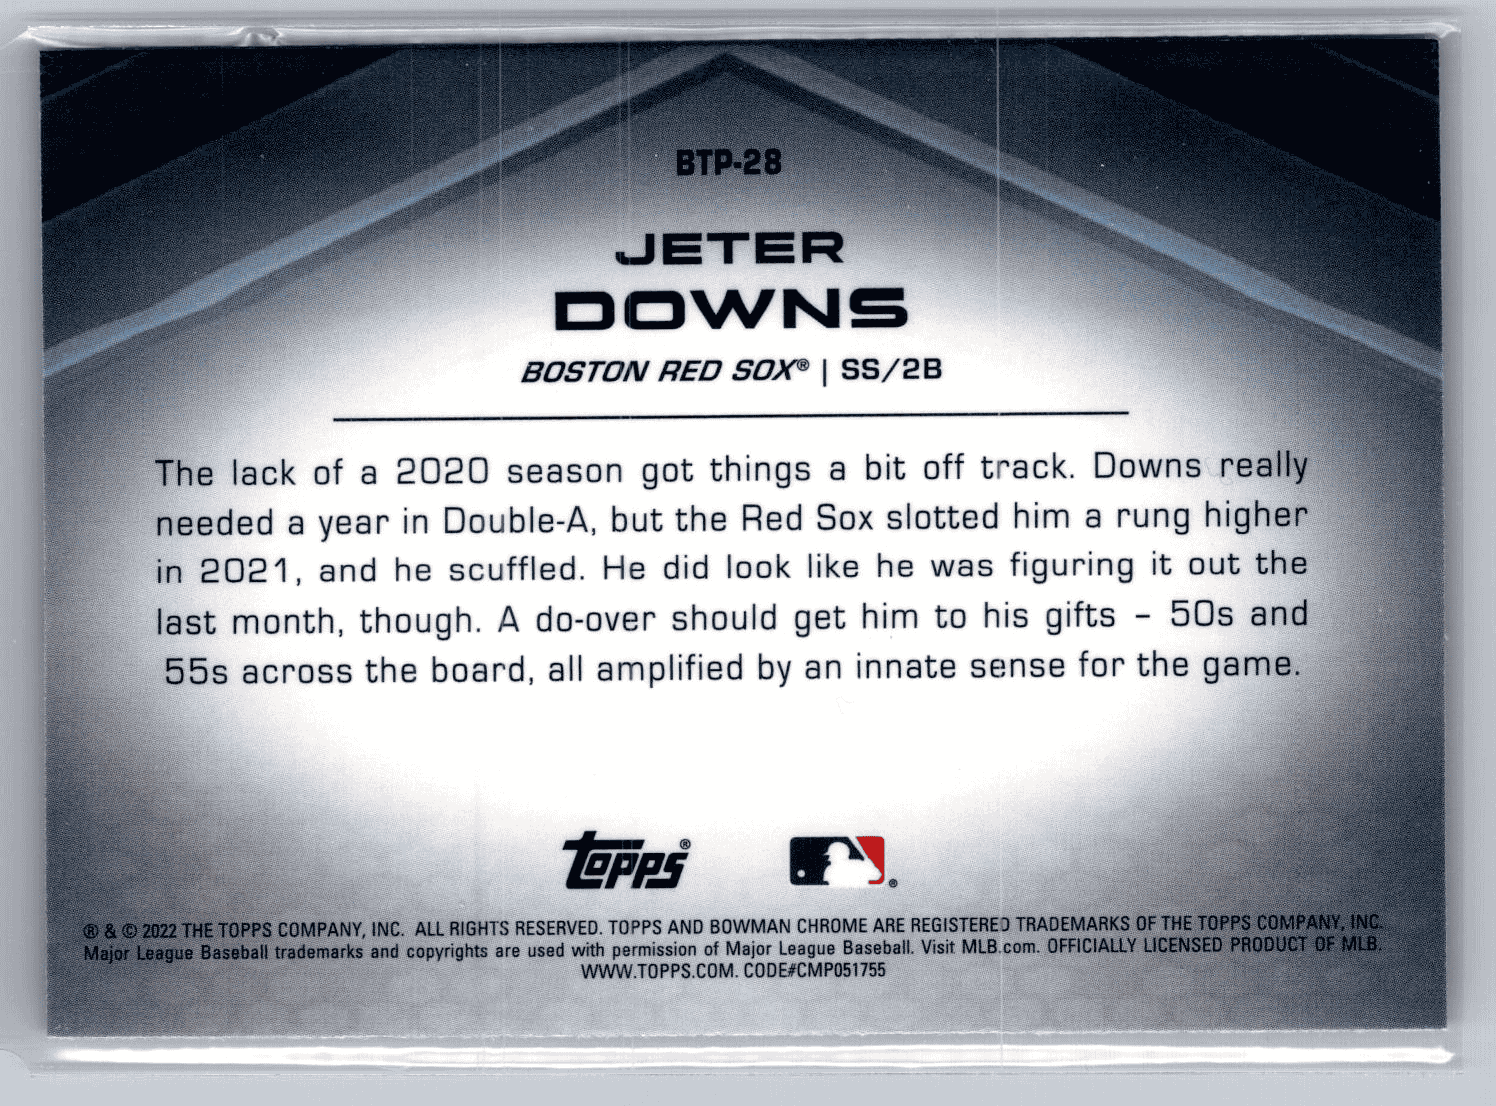 BTP-28
JETER
DOWNS
BOSTON RED SOX® | SS/2B
The lack of a 2020 season got things a bit off track. Downs really
needed a year in Double-A, but the Red Sox slotted him a rung higher
in 2021, and he scuffled. He did look like he was figuring it out the
last month, though. A do-over should get him to his gifts – 50s and
55s across the board, all amplified by an innate sense for the game.
topps®
®
® & © 2022 THE TOPPS COMPANY, INC. ALL RIGHTS RESERVED. TOPPS AND BOWMAN CHROME ARE REGISTERED TRADEMARKS OF THE TOPPS COMPANY, INC.
Major League Baseball trademarks and copyrights are used with permission of Major League Baseball. Visit MLB.com. OFFICIALLY LICENSED PRODUCT OF MLB.
WWW.TOPPS.COM. CODE#CMP051755